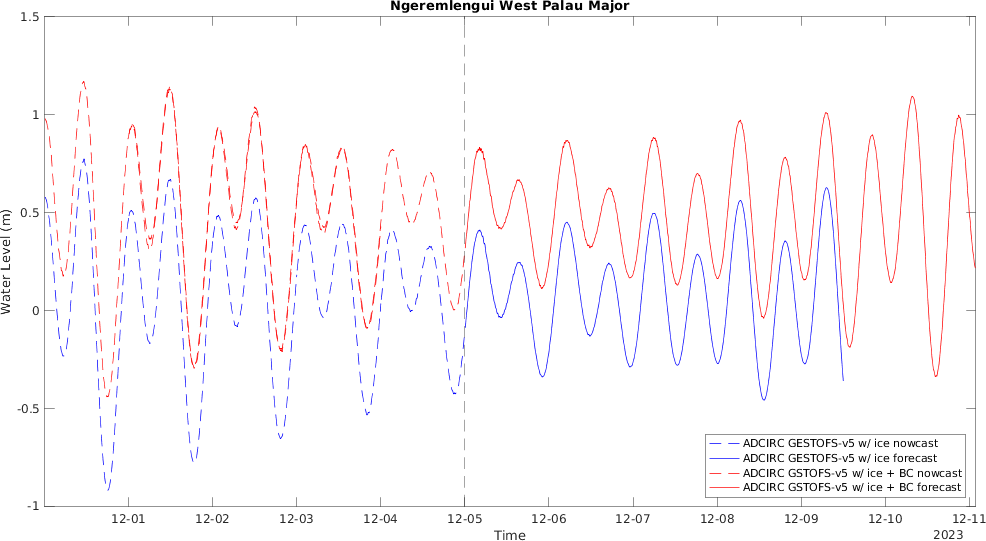 Ngeremlengui West Palau Major
1.5
1
0.5
0
-0.5
-1
Water Level (m)
ADCIRC GESTOFS-v5 w/ ice nowcast
ADCIRC GESTOFS-v5 w/ ice forecast
ADCIRC GSTOFS-v5 w/ ice + BC nowcast
ADCIRC GSTOFS-v5 w/ ice + BC forecast
12-01 12-02 12-03 12-04 12-05 12-06 12-07 12-08 12-09 12-10 12-11
Time
2023